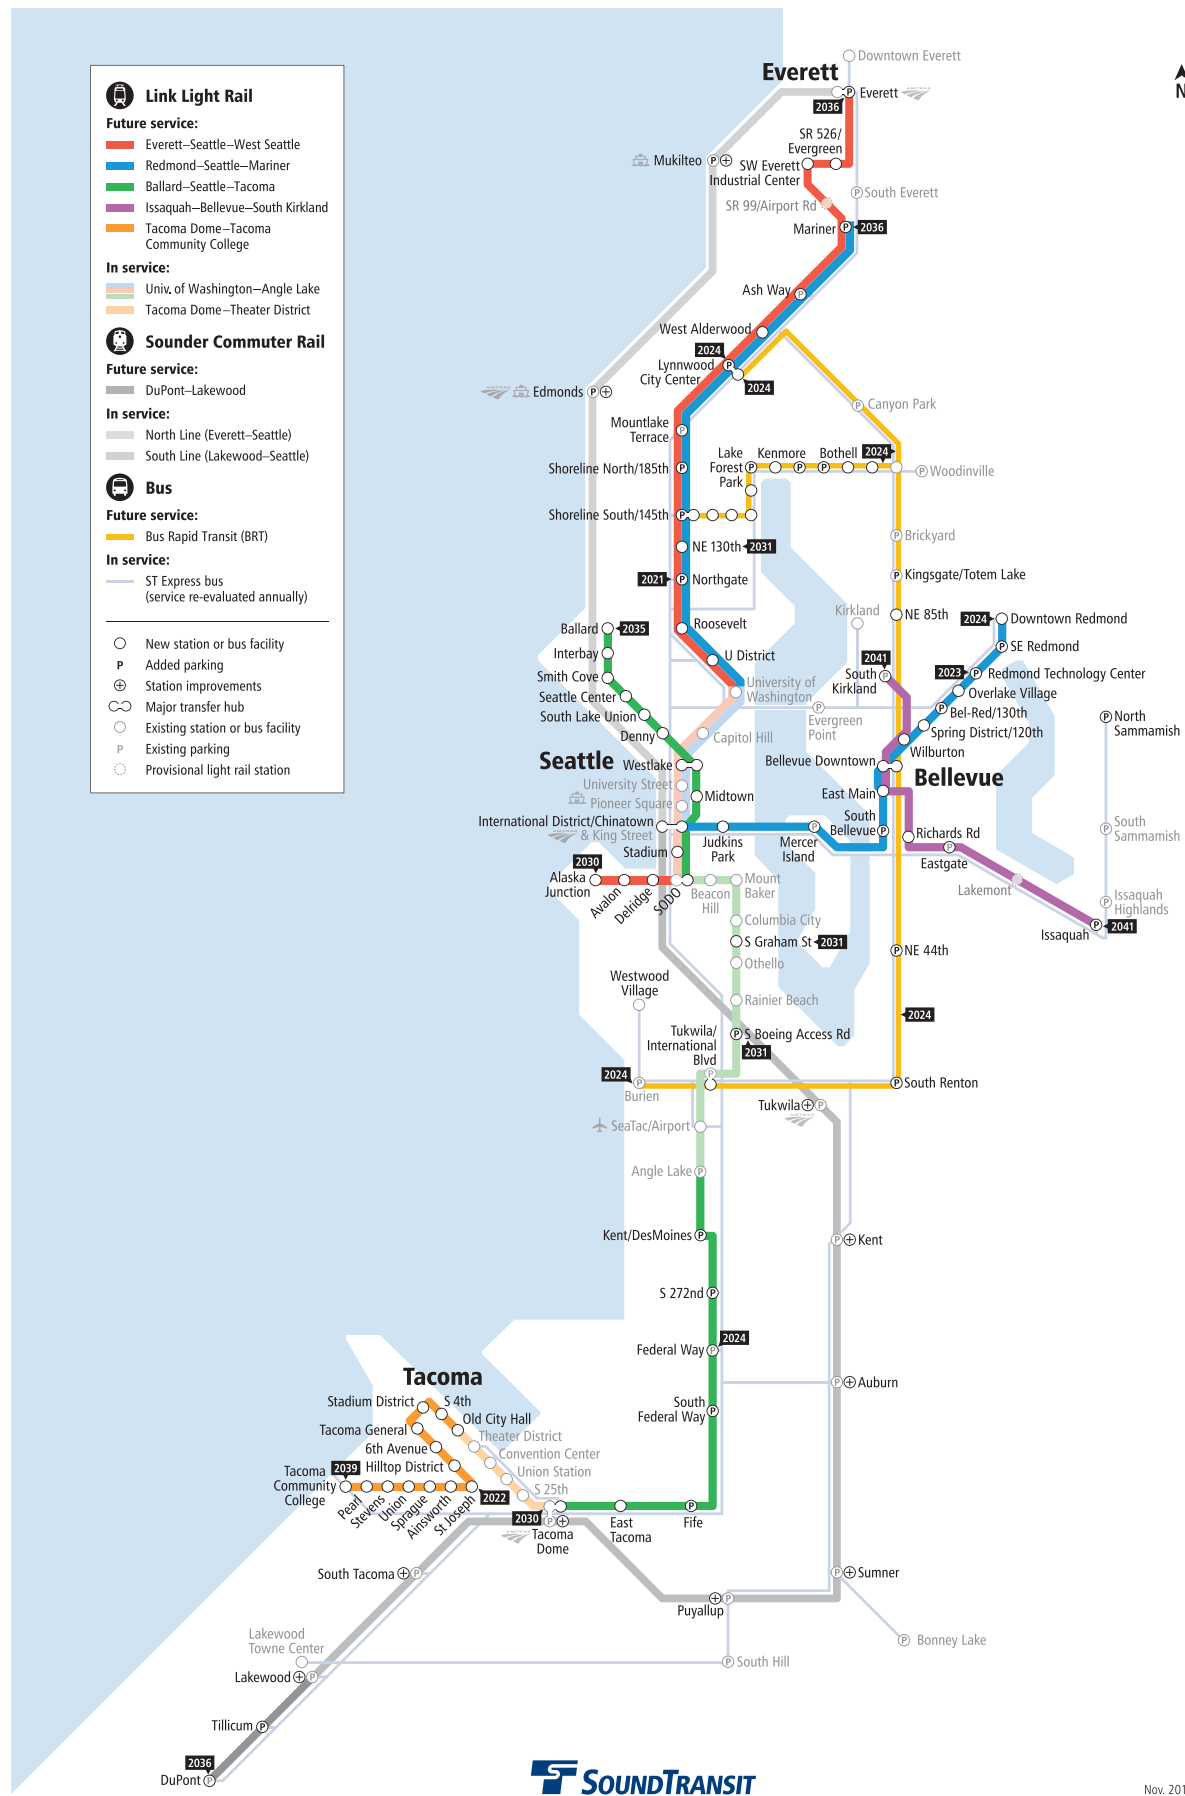 Link Light Rail
Future service:
Everett–Seattle–West Seattle
Redmond–Seattle–Mariner
Ballard–Seattle–Tacoma
Issaquah–Bellevue–South Kirkland
Tacoma Dome–Tacoma
Community College
In service:
Univ. of Washington–Angle Lake
Tacoma Dome–Theater District
Sounder Commuter Rail
Future service:
DuPont–Lakewood
In service:
North Line (Everett–Seattle)
South Line (Lakewood–Seattle)
Bus
Future service:
Bus Rapid Transit (BRT)
In service:
ST Express bus
(service re-evaluated annually)
New station or bus facility
P
Added parking
Station improvements
Major transfer hub
Existing station or bus facility
P
Existing parking
Provisional light rail station
N
Downtown Everett
Everett
P
Everett
AMTRAK
2036
SR 526/
Evergreen
Mukilteo
P
SW Everett
Industrial Center
P
South Everett
SR 99/Airport Rd
Mariner
P
2036
Ash Way
P
West Alderwood
2024
Lynnwood
City Center
P
2024
AMTRAK
Edmonds
P
P
Canyon Park
Mountlake
Terrace
P
Lake
Forest
Park
P
Kenmore
P
P
Bothell
2024
Shoreline North/185th
P
P
Woodinville
Shoreline South/145th
P
P
Brickyard
NE 130th
2031
2021
P
Northgate
P
Kingsgate/Totem Lake
Kirkland
NE 85th
2024
Downtown Redmond
Ballard
2035
Roosevelt
SE Redmond
P
Interbay
U District
2041
2023
P
Redmond Technology Center
Smith Cove
University of
Washington
South
Kirkland
P
Overlake Village
Seattle Center
P
Bel-Red/130th
South Lake Union
P
Evergreen
Point
Spring District/120th
P
North
Sammamish
Denny
Capitol Hill
Wilburton
Seattle
Westlake
Bellevue Downtown
Bellevue
University Street
Midtown
East Main
Pioneer Square
International District/Chinatown
AMTRAK
& King Street
Judkins
Park
P
Mercer
Island
South
Bellevue
P
Richards Rd
P
South
Sammamish
Stadium
P
Eastgate
2030
Alaska
Junction
Avalon
Delridge
SODO
Beacon
Hill
Mount
Baker
Lakemont
P
Issaquah
Highlands
Columbia City
Issaquah
P
2041
S Graham St
2031
NE 44th
P
Othello
Westwood
Village
Rainier Beach
2024
Tukwila/
International
Blvd
P
P
S Boeing Access Rd
2031
2024
P
Burien
P
South Renton
Tukwila
P
AMTRAK
SeaTac/Airport
Angle Lake
P
Kent/DesMoines
P
P
Kent
S 272nd
P
2024
Federal Way
P
P
Auburn
South
Federal Way
P
Tacoma
Stadium District
S 4th
Old City Hall
Tacoma General
Theater District
6th Avenue
Convention Center
Hilltop District
Union Station
2039
Tacoma
Community
College
S 25th
Pearl
Stevens
Union
Sprague
Ainsworth
St Joseph
2022
2030
AMTRAK
P
Tacoma
Dome
East
Tacoma
P
Fife
South Tacoma
P
P
Sumner
Puyallup
P
Lakewood
Towne Center
P
Bonney Lake
P
South Hill
Lakewood
P
Tillicum
P
2036
DuPont
P
SOUNDTRANSIT
Nov. 201